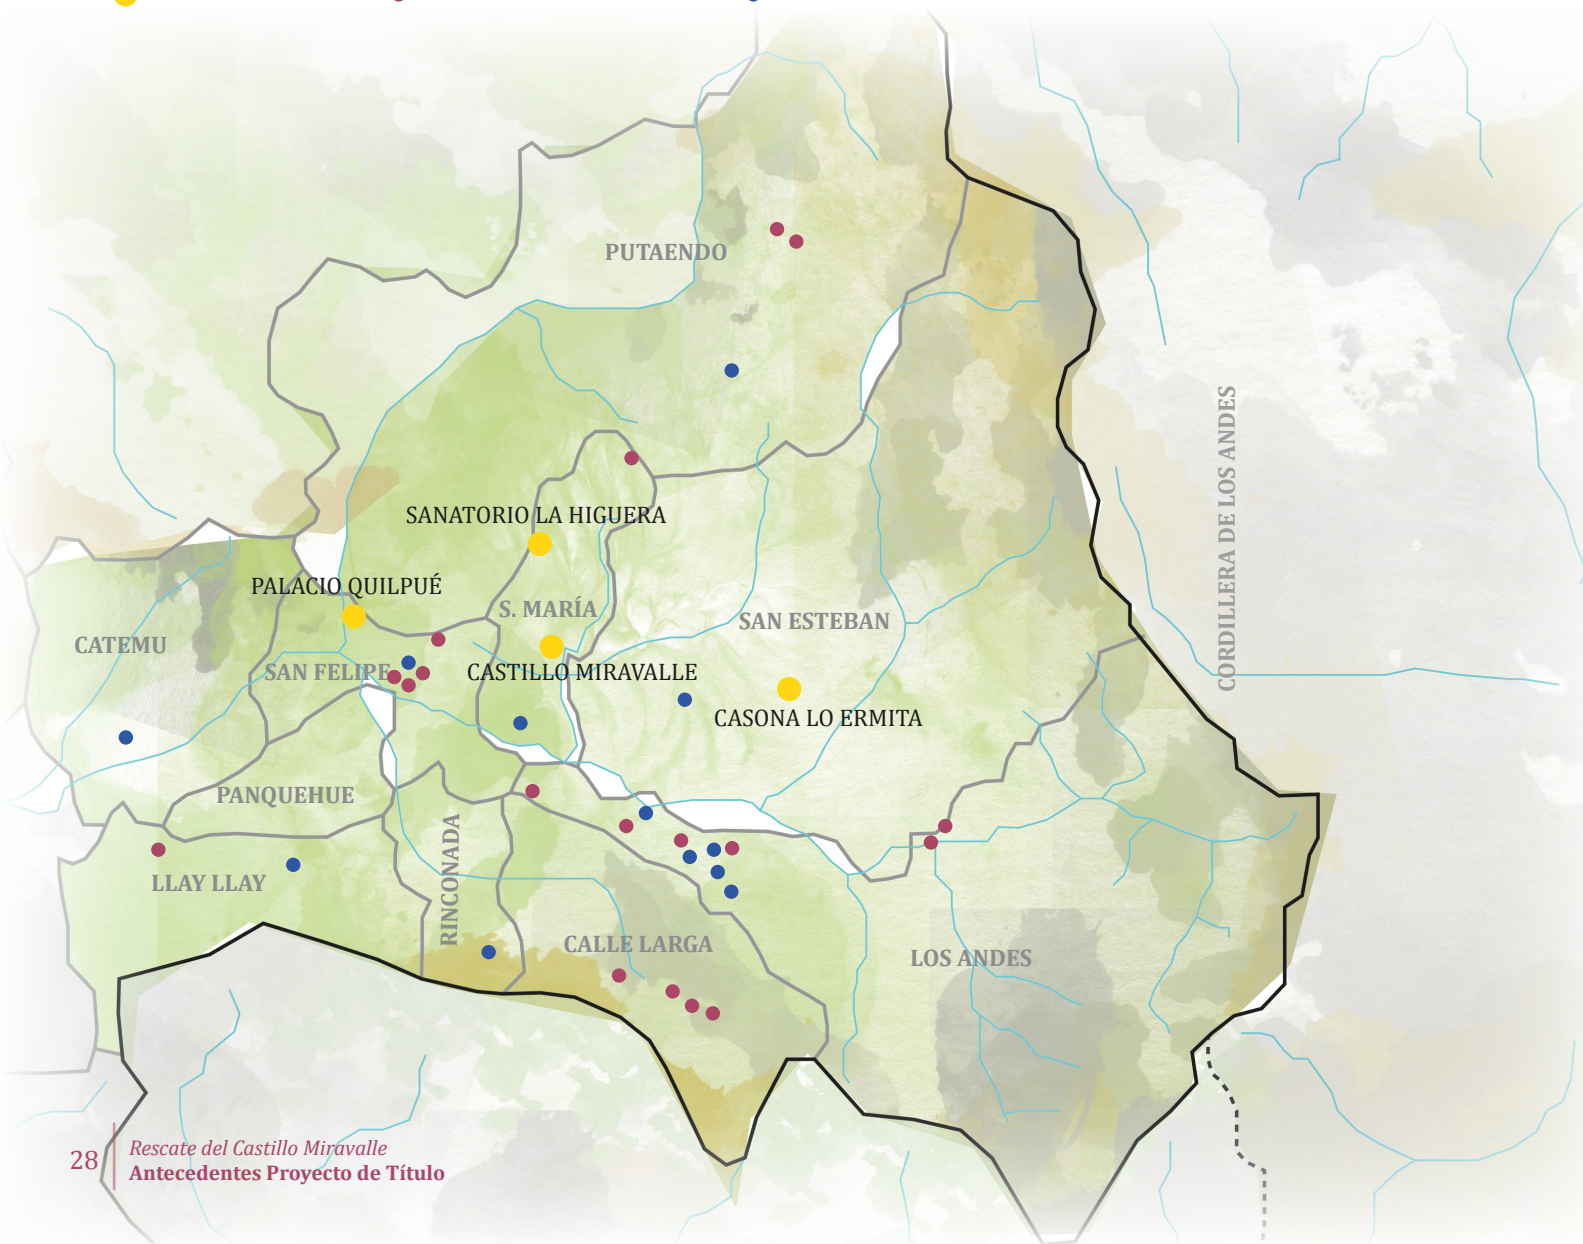 PUTAENDO
CORDILLERA DE LOS ANDES
SANATORIO LA HIGUERA
PALACIO QUILPUÉ
S. MARÍA
SAN ESTEBAN
CATEMU
SAN FELIPE
CASTILLO MIRAVALLE
CASONA LO ERMITA
PANQUEHUE
RINCONADA
LLAY LLAY
CALLE LARGA
LOS ANDES
28
Rescate del Castillo Miravalle
Antecedentes Proyecto de Título